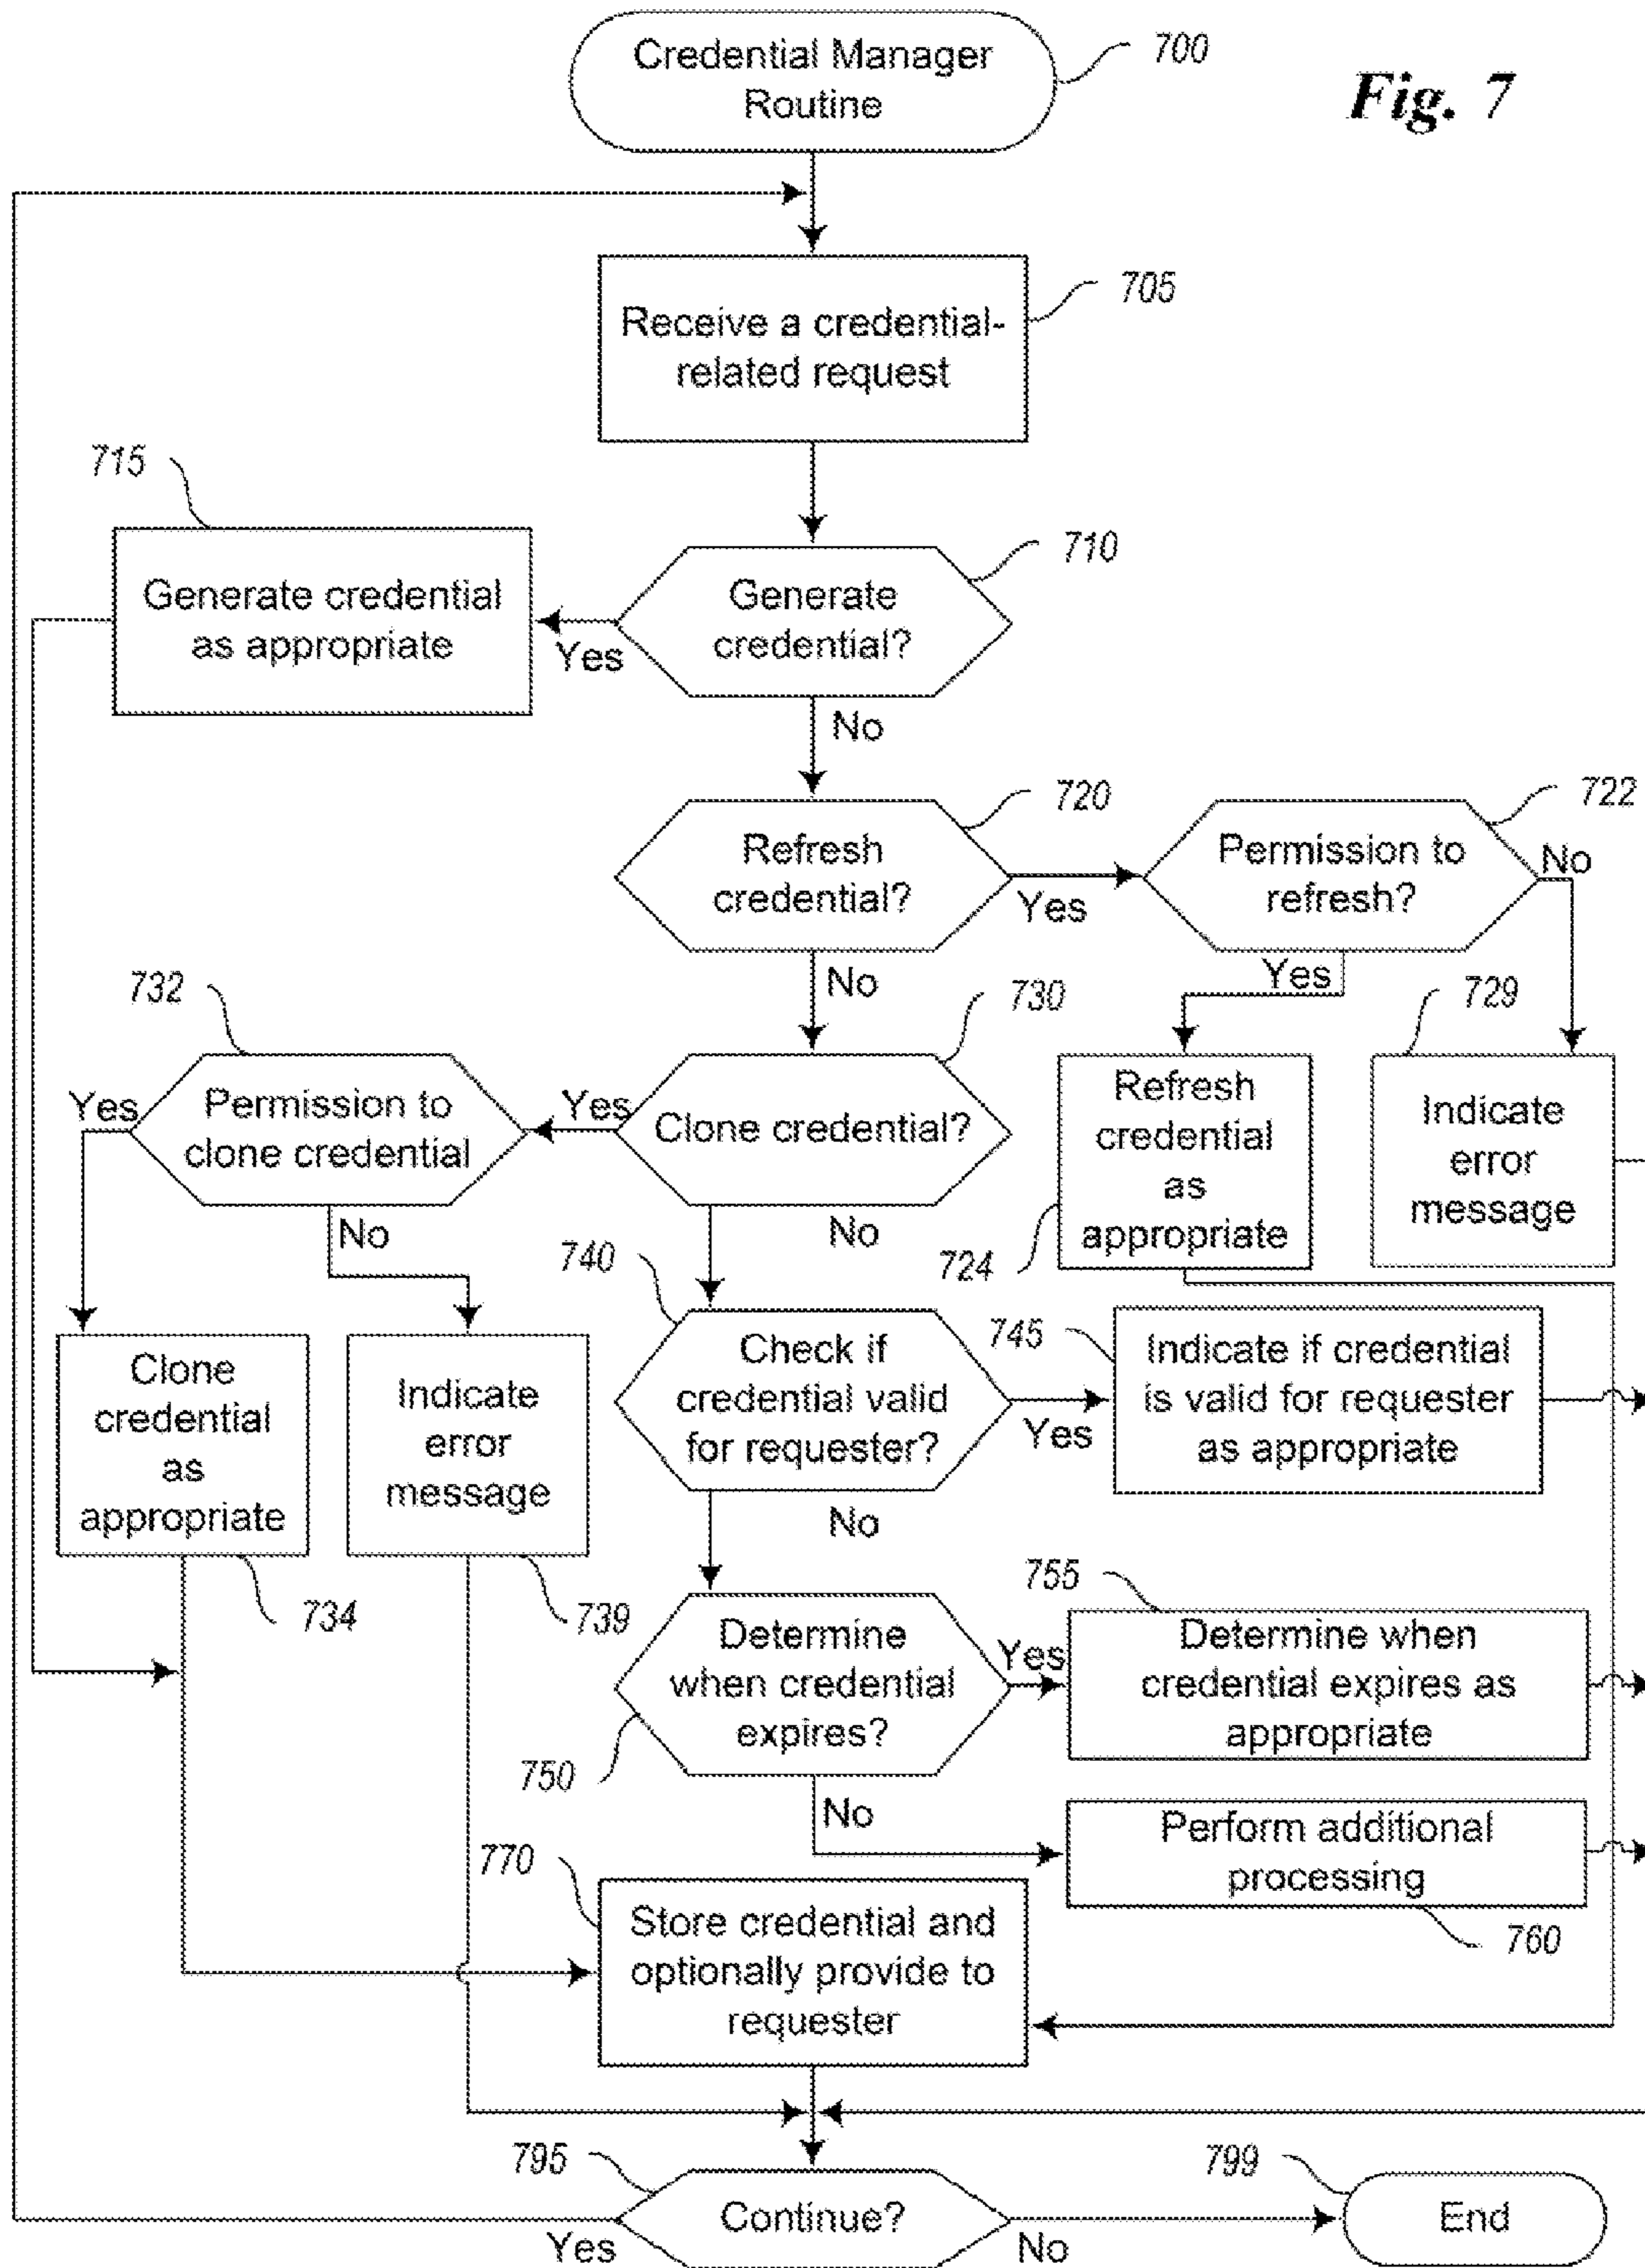 Credential Manager
Routine
700
Fig. 7
Receive a credential-
related request
705
715
Generate credential
as appropriate
Yes
Generate
credential?
710
No
Refresh
credential?
720
Yes
Permission to
refresh?
722
No
Yes
No
732
Permission to
clone credential
Yes
Yes
Clone credential?
730
Refresh
credential
as
appropriate
724
729
Indicate
error
message
No
No
740
Clone
credential
as
appropriate
734
Indicate
error
message
739
Check if
credential valid
for requester?
Yes
745
Indicate if credential
is valid for requester
as appropriate
No
Determine
when credential
expires?
750
Yes
755
Determine when
credential expires as
appropriate
No
Perform additional
processing
760
770
Store credential and
optionally provide to
requester
795
Continue?
Yes
No
799
End